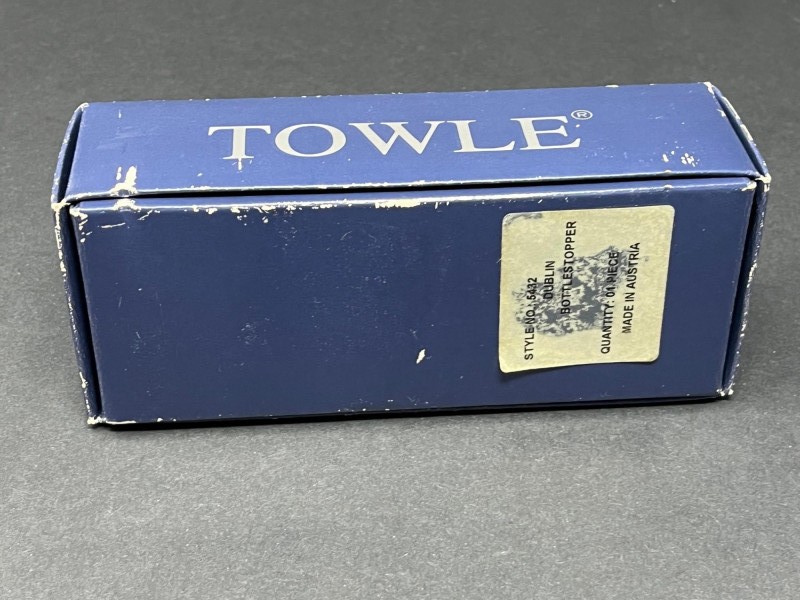 TOWLE®
STYLE NO. 5432
DUBLIN
BOTTLESTOPPER
QUANTITY: 01 PIECE
MADE IN AUSTRIA